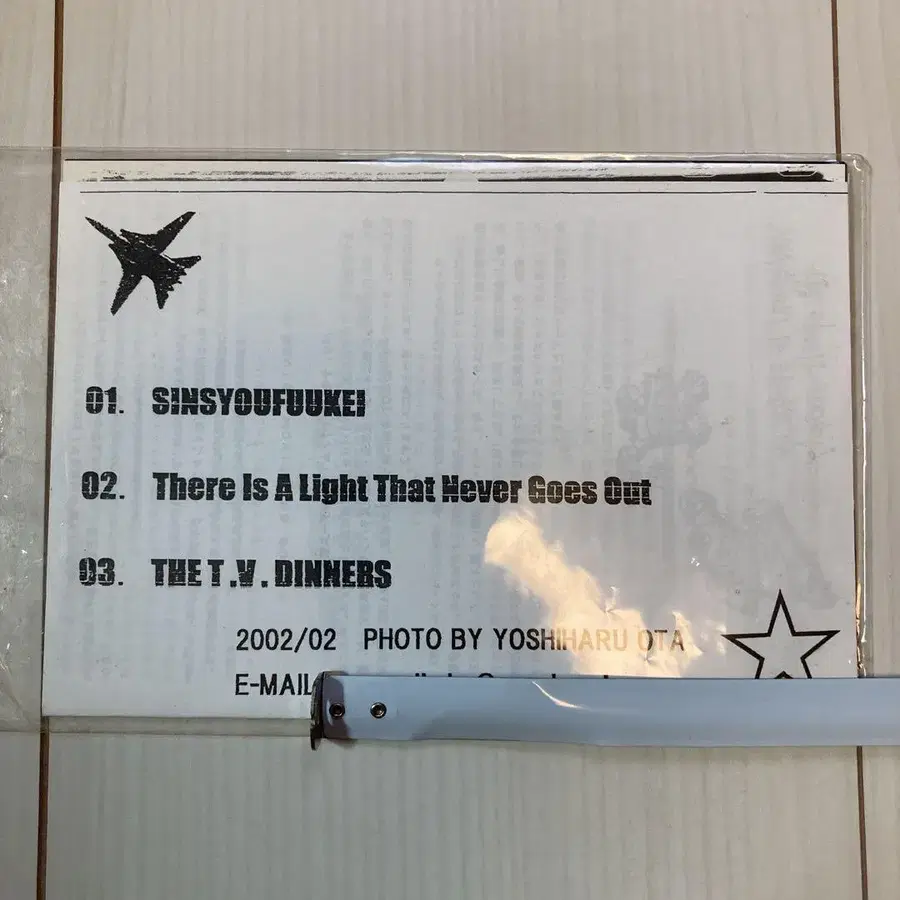 01. SINSYOUFUUKEI
02. There Is A Light That Never Goes Out
03. THE T.V. DINNERS
2002/02 PHOTO BY YOSHIHARU OTA
E-MAIL